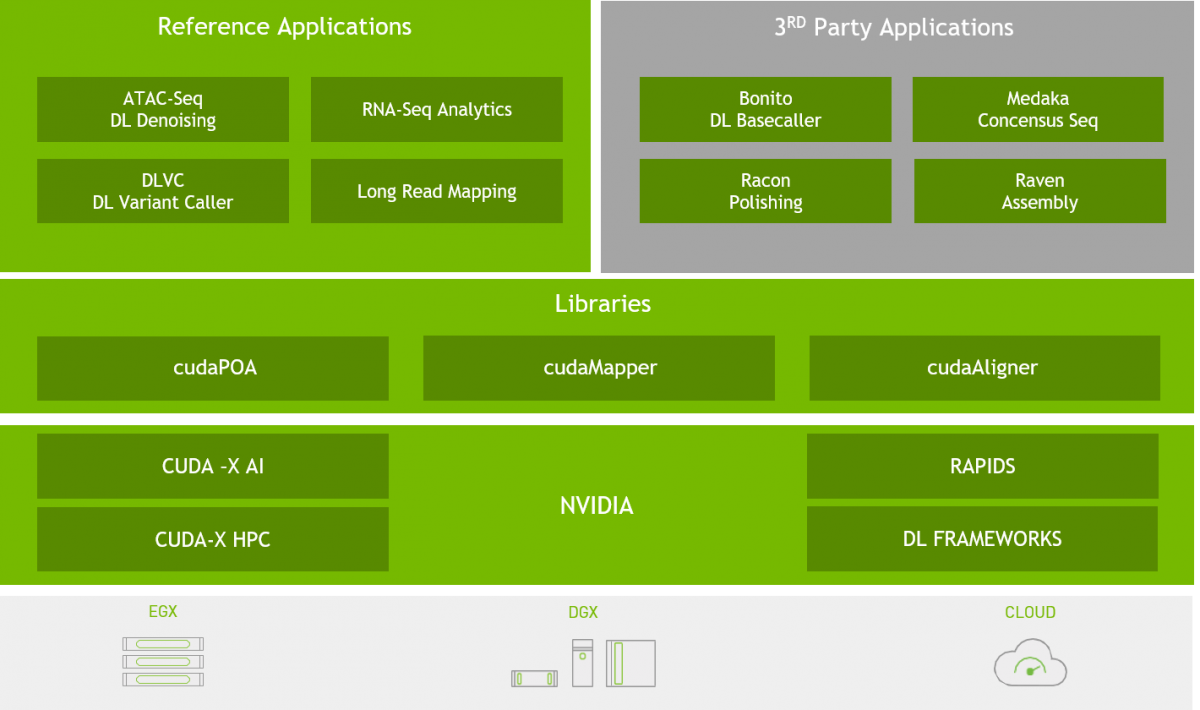 Reference Applications
ATAC-Seq
DL Denoising
RNA-Seq Analytics
DLVC
DL Variant Caller
Long Read Mapping
3RD Party Applications
Bonito
DL Basecaller
Medaka
Concensus Seq
Racon
Polishing
Raven
Assembly
Libraries
cudaPOA
cudaMapper
cudaAligner
CUDA -X AI
CUDA-X HPC
NVIDIA
RAPIDS
DL FRAMEWORKS
EGX
DGX
CLOUD